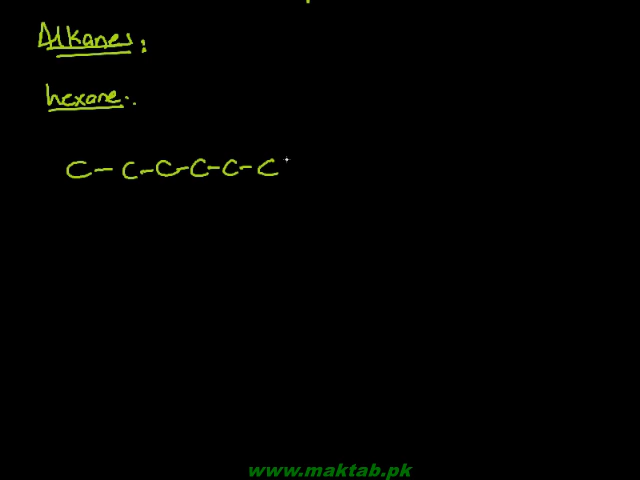 Alkanes:
hexane:
C - C - C - C - C - C
www.maktab.pk